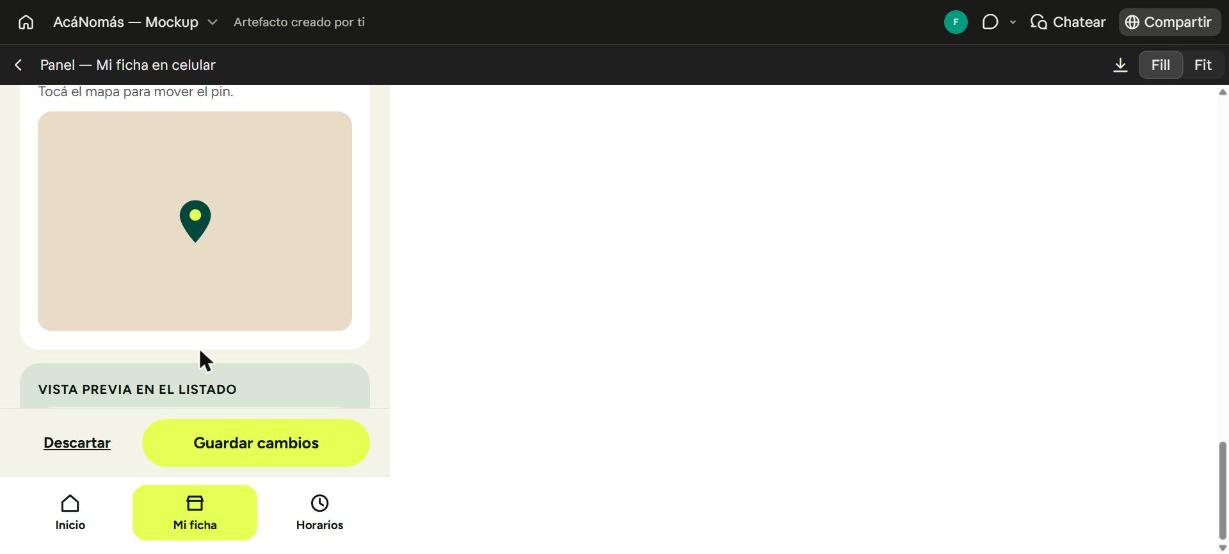 AcáNomás — Mockup
Artefacto creado por ti
F
Chatear
Compartir
Panel — Mi ficha en celular
Fill
Fit
Tocá el mapa para mover el pin.
VISTA PREVIA EN EL LISTADO
Descartar
Guardar cambios
Inicio
Mi ficha
Horarios